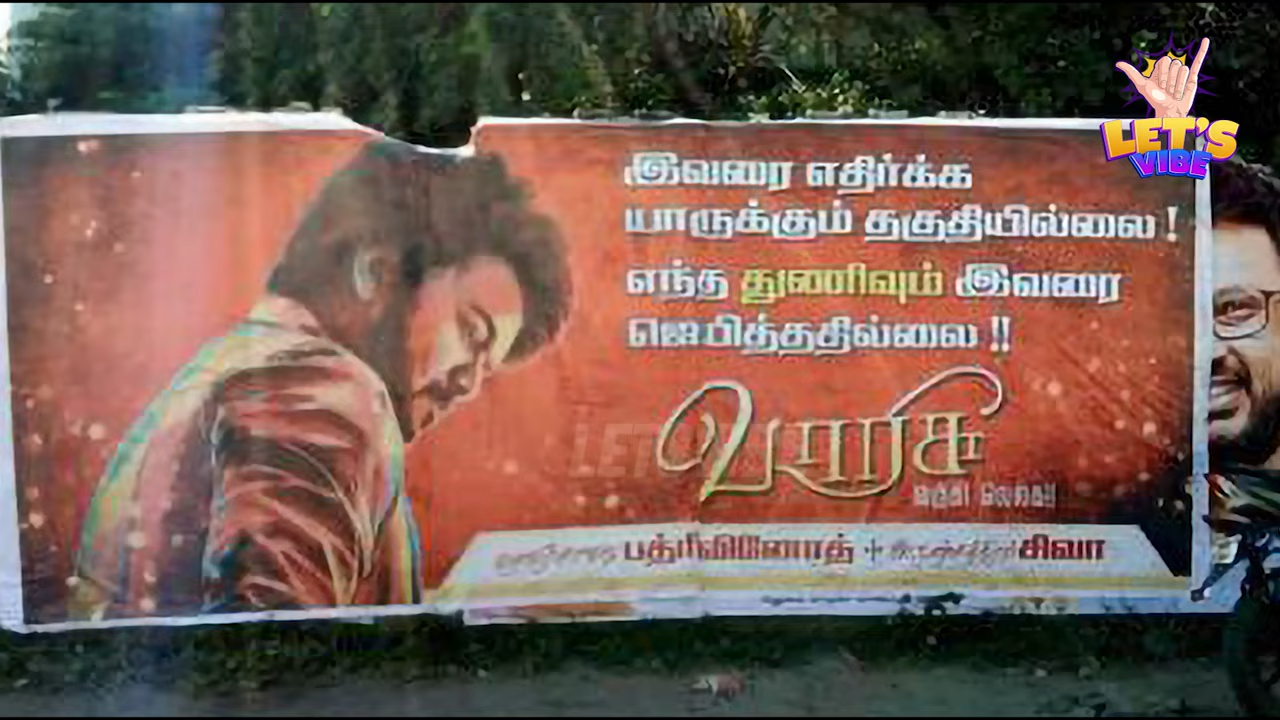 LET'S
VIBE
இவரை எதிர்க்க
யாருக்கும் தகுதியில்லை !
எந்த துணிவும் இவரை
ஜெயித்ததில்லை !!
வாரிசு
பத்ரிவினோத் + சிவா